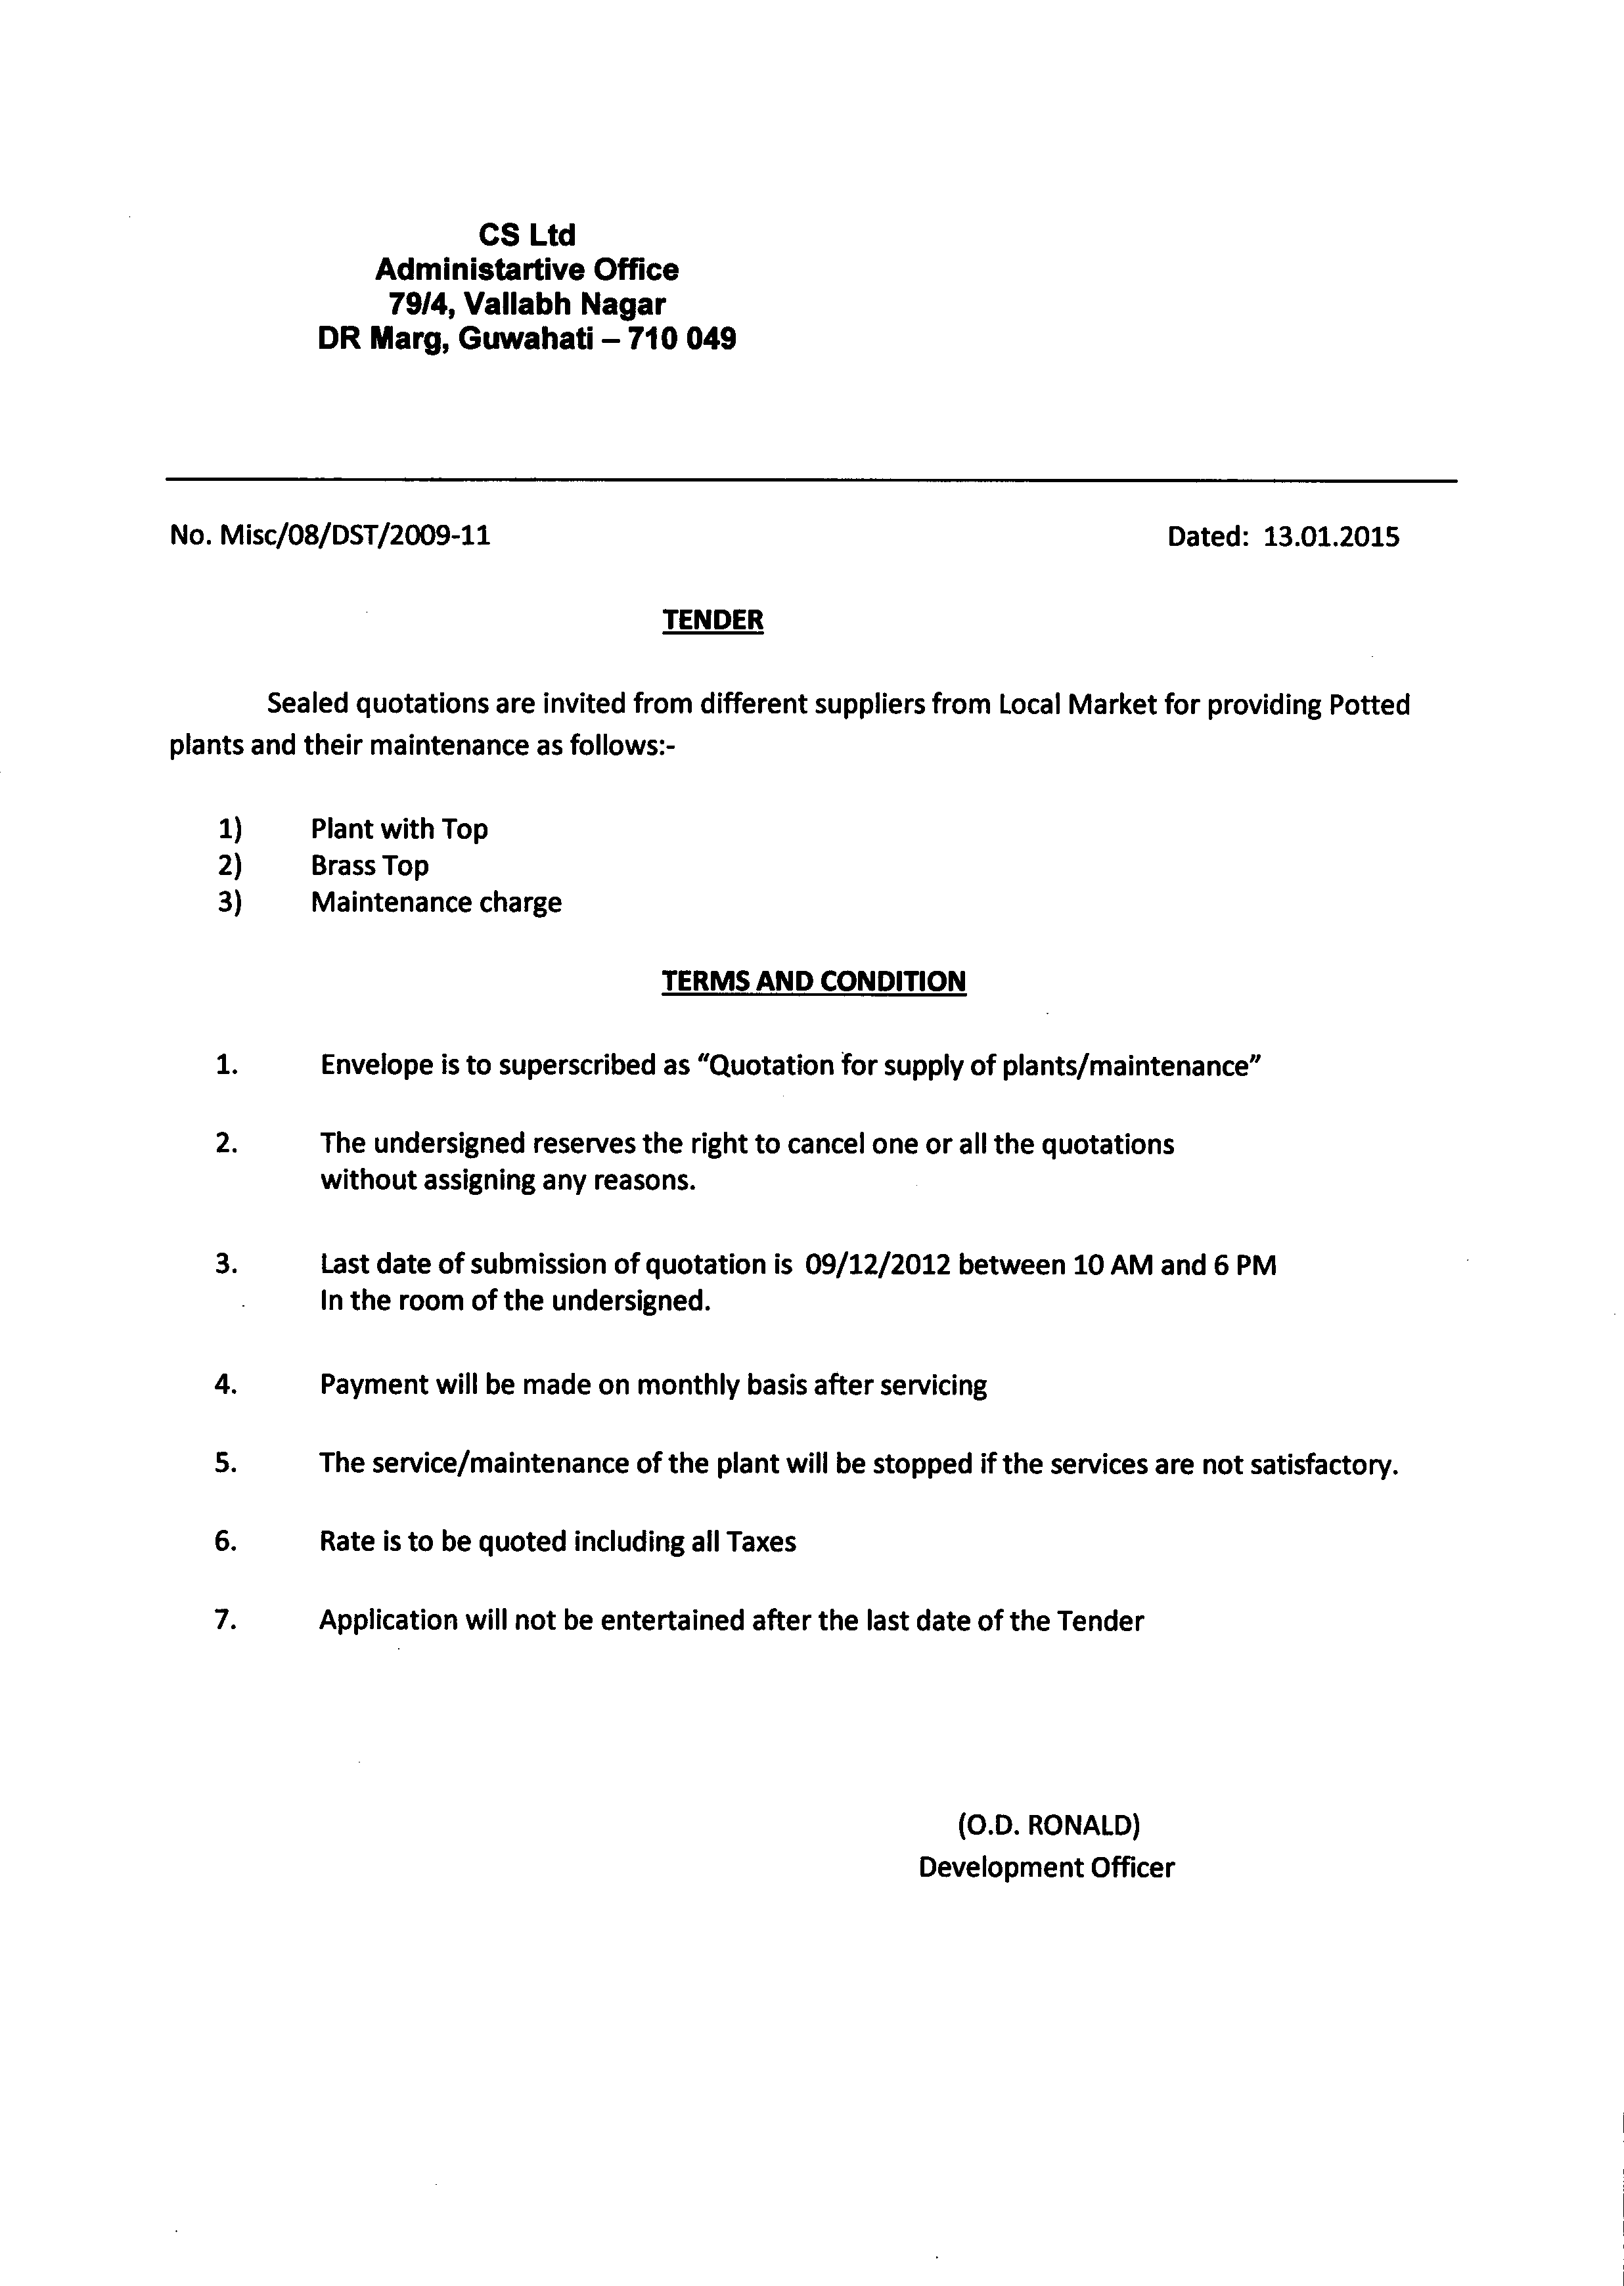 CS Ltd
Administartive Office
79/4, Vallabh Nagar
DR Marg, Guwahati – 710 049
No. Misc/08/DST/2009-11 Dated: 13.01.2015
TENDER
Sealed quotations are invited from different suppliers from Local Market for providing Potted
plants and their maintenance as follows:-
1) Plant with Top
2) Brass Top
3) Maintenance charge
TERMS AND CONDITION
1. Envelope is to superscribed as “Quotation for supply of plants/maintenance”
2. The undersigned reserves the right to cancel one or all the quotations
without assigning any reasons.
3. Last date of submission of quotation is 09/12/2012 between 10 AM and 6 PM
In the room of the undersigned.
4. Payment will be made on monthly basis after servicing
5. The service/maintenance of the plant will be stopped if the services are not satisfactory.
6. Rate is to be quoted including all Taxes
7. Application will not be entertained after the last date of the Tender
(O.D. RONALD)
Development Officer